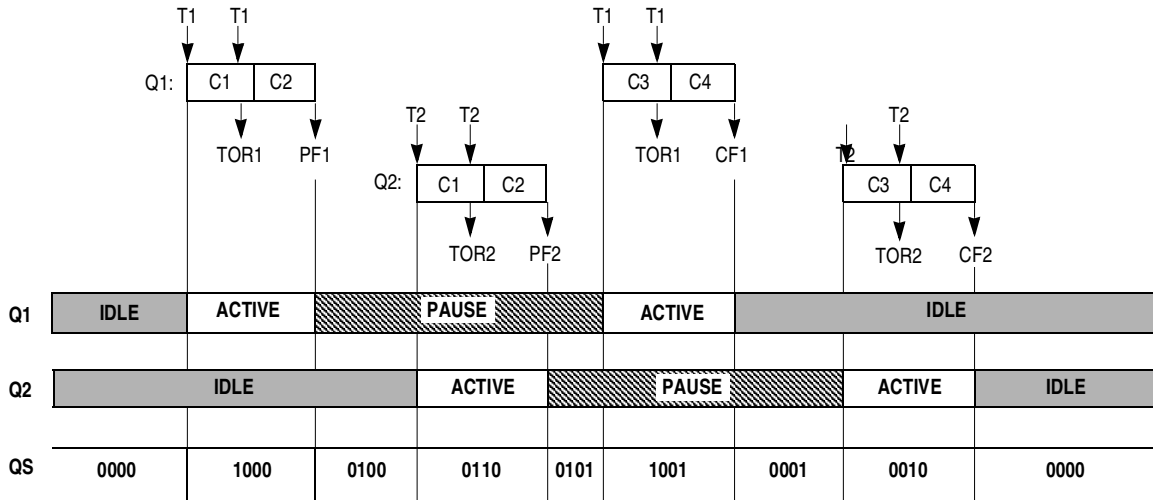 T1 T1 T1 T1
Q1: C1 C2 C3 C4
T2 T2 T2
TOR1 PF1 TOR1 CF1 T2
Q2: C1 C2 C3 C4
TOR2 PF2 TOR2 CF2
Q1 IDLE ACTIVE PAUSE ACTIVE IDLE
Q2 IDLE ACTIVE PAUSE ACTIVE IDLE
QS 0000 1000 0100 0110 0101 1001 0001 0010 0000